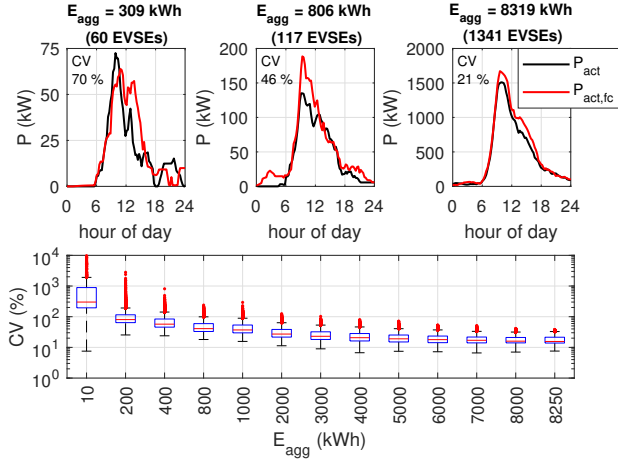 E_agg = 309 kWh
(60 EVSEs)
CV
70 %
75
50
25
0
P (kW)
0 6 12 18 24
hour of day
E_agg = 806 kWh
(117 EVSEs)
CV
46 %
200
150
100
50
0
P (kW)
0 6 12 18 24
hour of day
E_agg = 8319 kWh
(1341 EVSEs)
CV
21 %
P_act
P_act,fc
2000
1500
1000
500
0
P (kW)
0 6 12 18 24
hour of day
10^4
10^3
10^2
10^1
10^0
CV (%)
10 200 400 800 1000 2000 3000 4000 5000 6000 7000 8000 8250
E_agg (kWh)